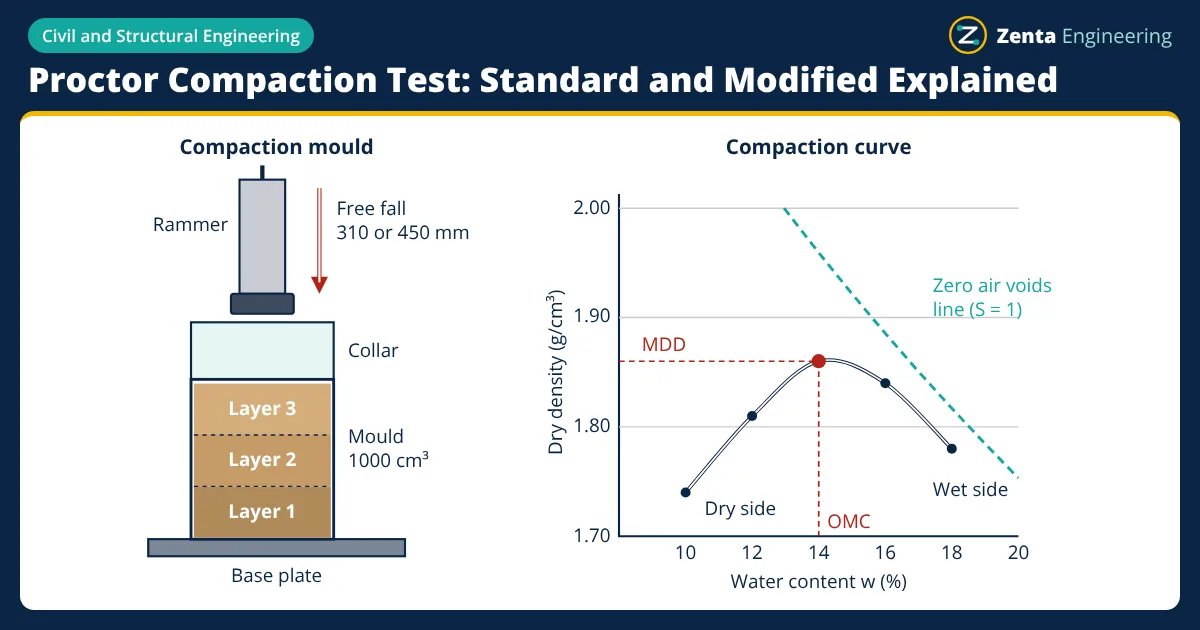 Civil and Structural Engineering
Zenta Engineering
Proctor Compaction Test: Standard and Modified Explained
Compaction mould
Rammer
Free fall
310 or 450 mm
Collar
Layer 3
Layer 2
Layer 1
Mould
1000 cm³
Base plate
Compaction curve
Dry density (g/cm³)
2.00
1.90
1.80
1.70
Zero air voids
line (S = 1)
MDD
Dry side
OMC
Wet side
10 12 14 16 18 20
Water content w (%)